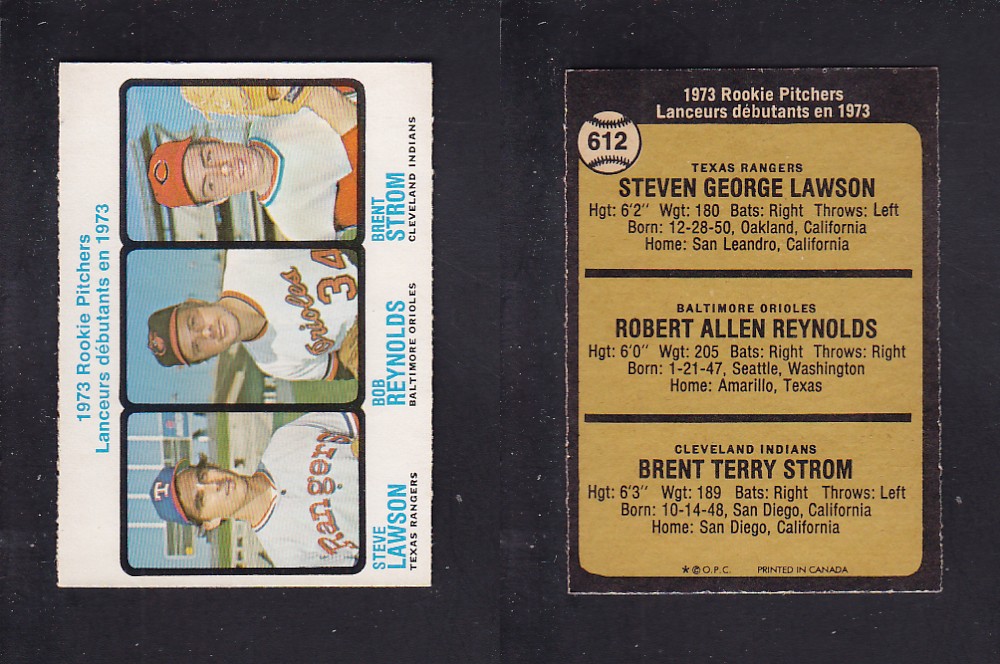 1973 Rookie Pitchers
Lanceurs débutants en 1973
C
Orioles
34
T
Rangers
STEVE
LAWSON
TEXAS RANGERS
BOB
REYNOLDS
BALTIMORE ORIOLES
BRENT
STROM
CLEVELAND INDIANS
1973 Rookie Pitchers
Lanceurs débutants en 1973
612
TEXAS RANGERS
STEVEN GEORGE LAWSON
Hgt: 6'2" Wgt: 180 Bats: Right Throws: Left
Born: 12-28-50, Oakland, California
Home: San Leandro, California
BALTIMORE ORIOLES
ROBERT ALLEN REYNOLDS
Hgt: 6'0" Wgt: 205 Bats: Right Throws: Right
Born: 1-21-47, Seattle, Washington
Home: Amarillo, Texas
CLEVELAND INDIANS
BRENT TERRY STROM
Hgt: 6'3" Wgt: 189 Bats: Right Throws: Left
Born: 10-14-48, San Diego, California
Home: San Diego, California
* © O.P.C. PRINTED IN CANADA